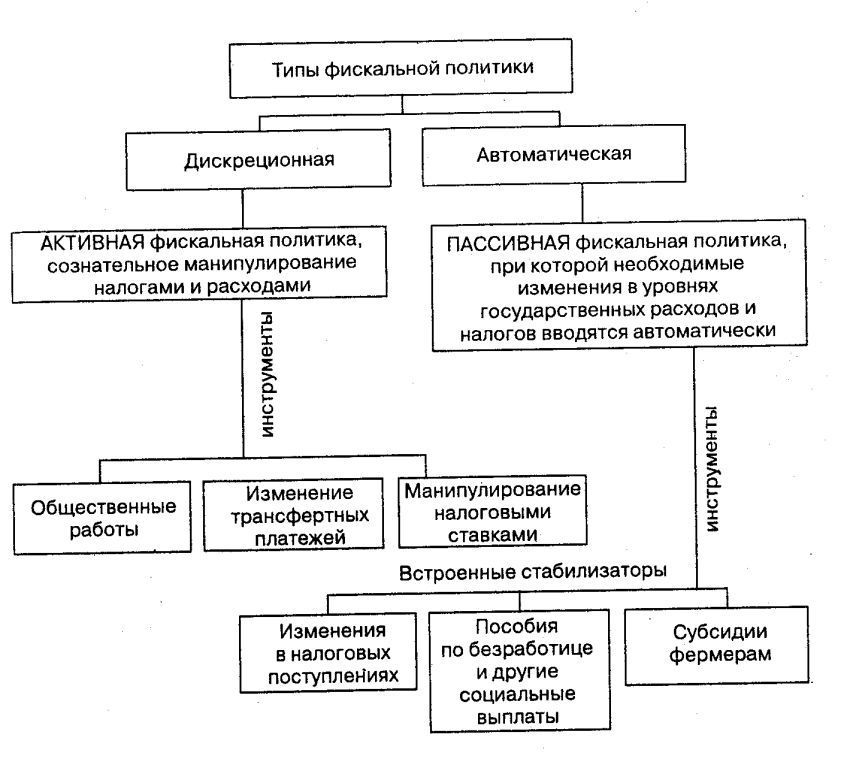 Типы фискальной политики
Дискреционная
Автоматическая
АКТИВНАЯ фискальная политика,
сознательное манипулирование
налогами и расходами
ПАССИВНАЯ фискальная политика,
при которой необходимые
изменения в уровнях
государственных расходов и
налогов вводятся автоматически
инструменты
инструменты
Общественные
работы
Изменение
трансфертных
платежей
Манипулирование
налоговыми
ставками
Встроенные стабилизаторы
Изменения
в налоговых
поступлениях
Пособия
по безработице
и другие
социальные
выплаты
Субсидии
фермерам